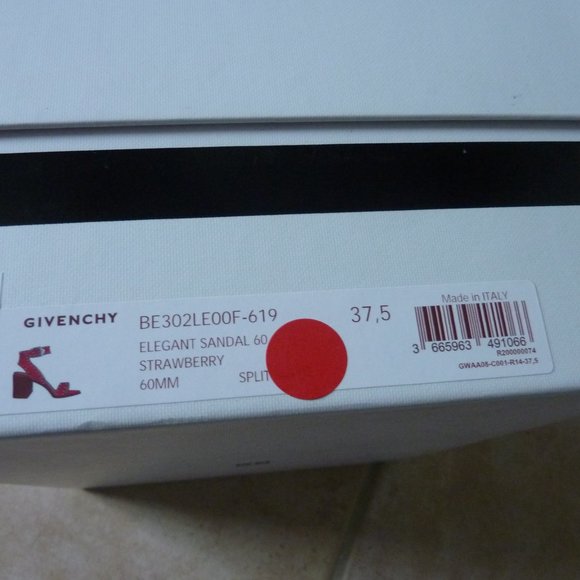 GIVENCHY
BE302LE00F-619 37,5
ELEGANT SANDAL 60
STRAWBERRY
60MM SPLIT
Made in ITALY
3 665963 491066
R200000074
GWAA08-C001-R14-37,5